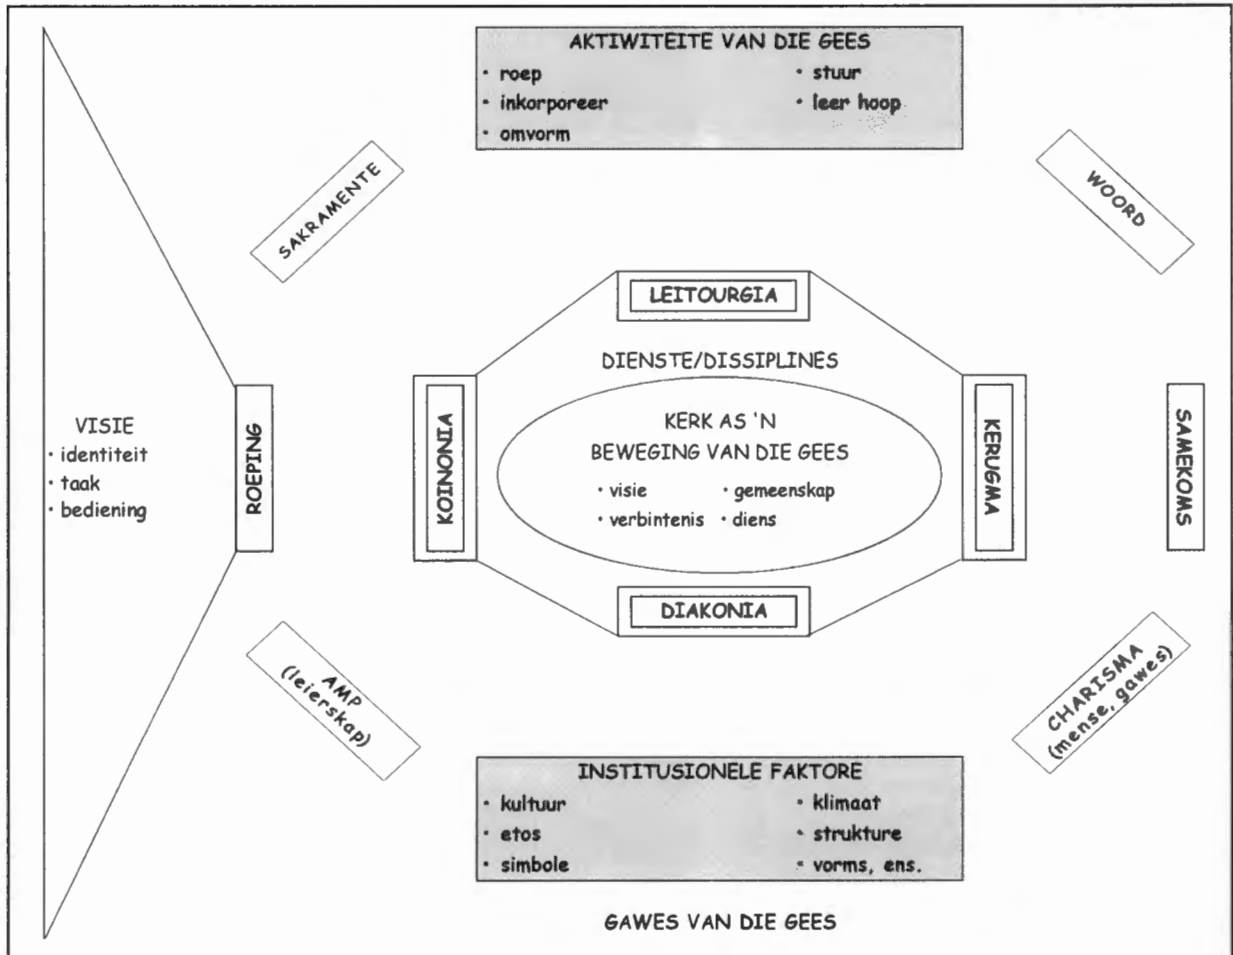 AKTIWITEITE VAN DIE GEES
• roep
• inkorporeer
• omvorm
• stuur
• leer hoop
SAKRAMENTE
WOORD
LEITOURGIA
DIENSTE/DISSIPLINES
VISIE
• identiteit
• taak
• bediening
ROEPING
KOINONIA
KERK AS 'N
BEWEGING VAN DIE GEES
• visie
• gemeenskap
• verbintenis
• diens
KERUGMA
SAMEKOMS
DIAKONIA
AMP
(leierskap)
CHARISMA
(mense, gawes)
INSTITUSIONELE FAKTORE
• kultuur
• etos
• simbole
• klimaat
• strukture
• vorms, ens.
GAWES VAN DIE GEES